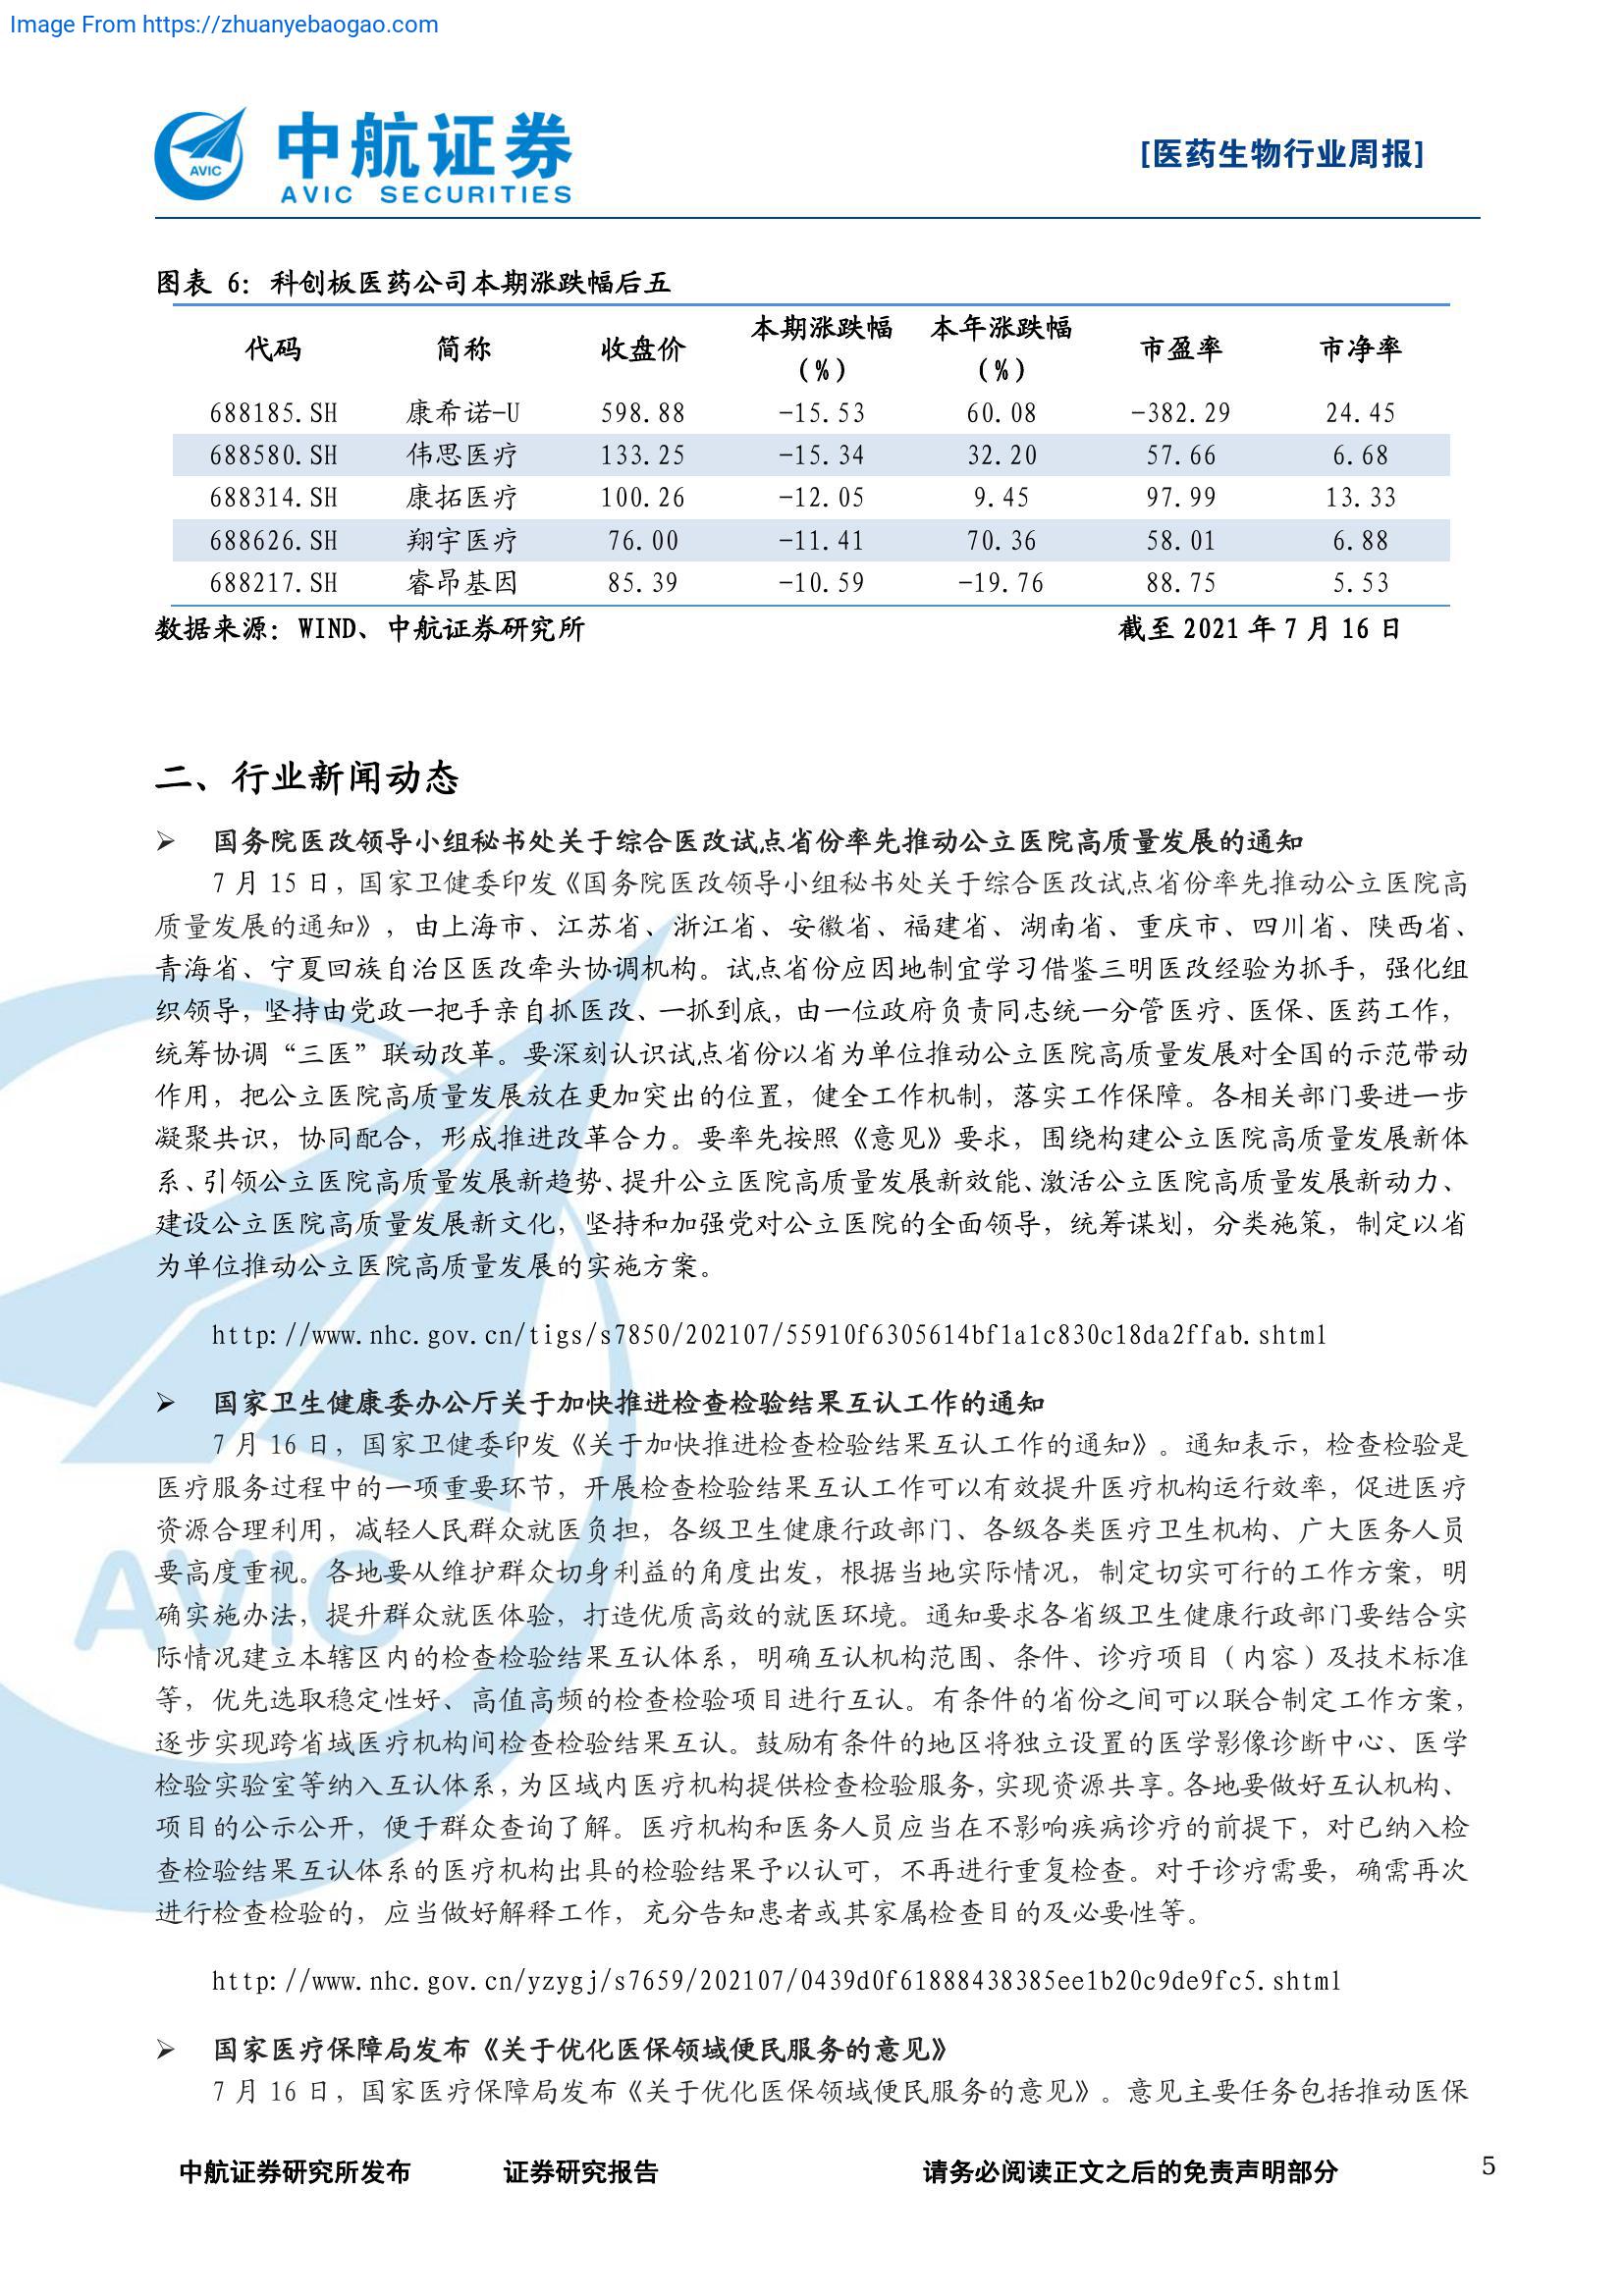 Image From https://zhuanyebaogao.com
中航证券
AVIC SECURITIES
AVIC
[医药生物行业周报]
图表 6：科创板医药公司本期涨跌幅后五
代码 简称 收盘价 本期涨跌幅（%） 本年涨跌幅（%） 市盈率 市净率
688185.SH 康希诺-U 598.88 -15.53 60.08 -382.29 24.45
688580.SH 伟思医疗 133.25 -15.34 32.20 57.66 6.68
688314.SH 康拓医疗 100.26 -12.05 9.45 97.99 13.33
688626.SH 翔宇医疗 76.00 -11.41 70.36 58.01 6.88
688217.SH 睿昂基因 85.39 -10.59 -19.76 88.75 5.53
数据来源：WIND、中航证券研究所 截至 2021 年 7 月 16 日
二、行业新闻动态
➢ 国务院医改领导小组秘书处关于综合医改试点省份率先推动公立医院高质量发展的通知
7 月 15 日，国家卫健委印发《国务院医改领导小组秘书处关于综合医改试点省份率先推动公立医院高
质量发展的通知》，由上海市、江苏省、浙江省、安徽省、福建省、湖南省、重庆市、四川省、陕西省、
青海省、宁夏回族自治区医改牵头协调机构。试点省份应因地制宜学习借鉴三明医改经验为抓手，强化组
织领导，坚持由党政一把手亲自抓医改、一抓到底，由一位政府负责同志统一分管医疗、医保、医药工作，
统筹协调“三医”联动改革。要深刻认识试点省份以省为单位推动公立医院高质量发展对全国的示范带动
作用，把公立医院高质量发展放在更加突出的位置，健全工作机制，落实工作保障。各相关部门要进一步
凝聚共识，协同配合，形成推进改革合力。要率先按照《意见》要求，围绕构建公立医院高质量发展新体
系、引领公立医院高质量发展新趋势、提升公立医院高质量发展新效能、激活公立医院高质量发展新动力、
建设公立医院高质量发展新文化，坚持和加强党对公立医院的全面领导，统筹谋划，分类施策，制定以省
为单位推动公立医院高质量发展的实施方案。
http://www.nhc.gov.cn/tigs/s7850/202107/55910f6305614bf1a1c830c18da2ffab.shtml
➢ 国家卫生健康委办公厅关于加快推进检查检验结果互认工作的通知
7 月 16 日，国家卫健委印发《关于加快推进检查检验结果互认工作的通知》。通知表示，检查检验是
医疗服务过程中的一项重要环节，开展检查检验结果互认工作可以有效提升医疗机构运行效率，促进医疗
资源合理利用，减轻人民群众就医负担，各级卫生健康行政部门、各级各类医疗卫生机构、广大医务人员
要高度重视。各地要从维护群众切身利益的角度出发，根据当地实际情况，制定切实可行的工作方案，明
确实施办法，提升群众就医体验，打造优质高效的就医环境。通知要求各省级卫生健康行政部门要结合实
际情况建立本辖区内的检查检验结果互认体系，明确互认机构范围、条件、诊疗项目（内容）及技术标准
等，优先选取稳定性好、高值高频的检查检验项目进行互认。有条件的省份之间可以联合制定工作方案，
逐步实现跨省域医疗机构间检查检验结果互认。鼓励有条件的地区将独立设置的医学影像诊断中心、医学
检验实验室等纳入互认体系，为区域内医疗机构提供检查检验服务，实现资源共享。各地要做好互认机构、
项目的公示公开，便于群众查询了解。医疗机构和医务人员应当在不影响疾病诊疗的前提下，对已纳入检
查检验结果互认体系的医疗机构出具的检验结果予以认可，不再进行重复检查。对于诊疗需要，确需再次
进行检查检验的，应当做好解释工作，充分告知患者或其家属检查目的及必要性等。
http://www.nhc.gov.cn/yzygj/s7659/202107/0439d0f61888438385ee1b20c9de9fc5.shtml
➢ 国家医疗保障局发布《关于优化医保领域便民服务的意见》
7 月 16 日，国家医疗保障局发布《关于优化医保领域便民服务的意见》。意见主要任务包括推动医保
AVIC
中航证券研究所发布 证券研究报告 请务必阅读正文之后的免责声明部分 5